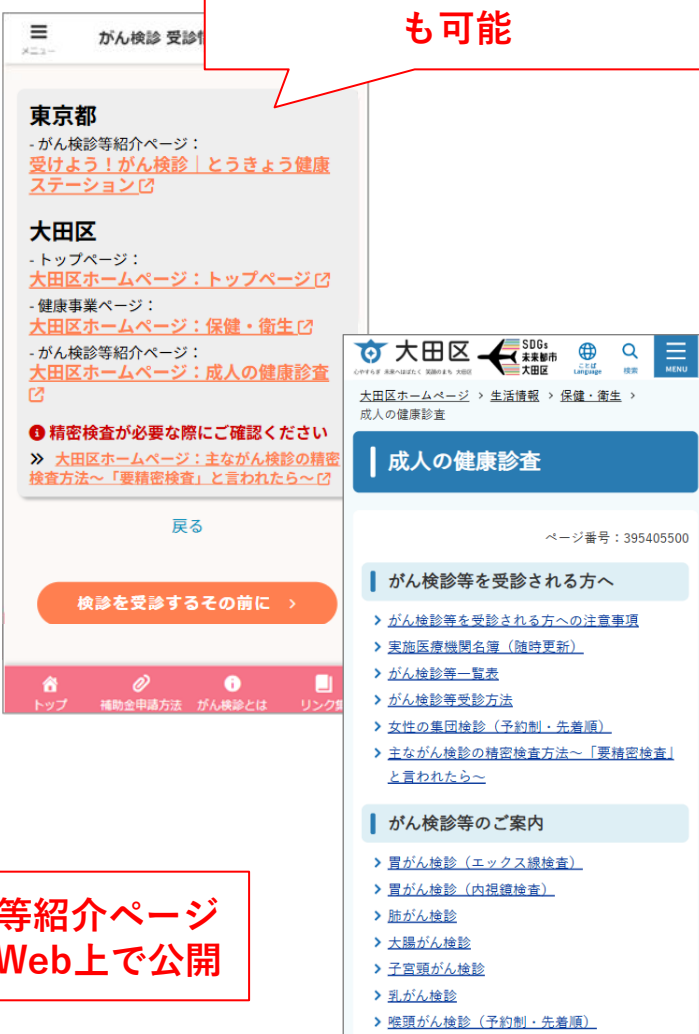 も可能
メニュー
がん検診 受診
東京都
- がん検診等紹介ページ：
受けよう！がん検診｜とうきょう健康
ステーション
大田区
- トップページ：
大田区ホームページ：トップページ
- 健康事業ページ：
大田区ホームページ：保健・衛生
- がん検診等紹介ページ：
大田区ホームページ：成人の健康診査
精密検査が必要な際にご確認ください
大田区ホームページ：主ながん検診の精密
検査方法～「要精密検査」と言われたら～
戻る
検診を受診するその前に
トップ
補助金申請方法
がん検診とは
リンク集
大田区
SDGs
未来都市
大田区
ことば
Language
検索
MENU
大田区ホームページ > 生活情報 > 保健・衛生 >
成人の健康診査
成人の健康診査
ページ番号：395405500
がん検診等を受診される方へ
がん検診等を受診される方への注意事項
実施医療機関名簿（随時更新）
がん検診等一覧表
がん検診等受診方法
女性の集団検診（予約制・先着順）
主ながん検診の精密検査方法～「要精密検査」
と言われたら～
がん検診等のご案内
胃がん検診（エックス線検査）
胃がん検診（内視鏡検査）
肺がん検診
大腸がん検診
子宮頸がん検診
乳がん検診
喉頭がん検診（予約制・先着順）
等紹介ページ
Web上で公開